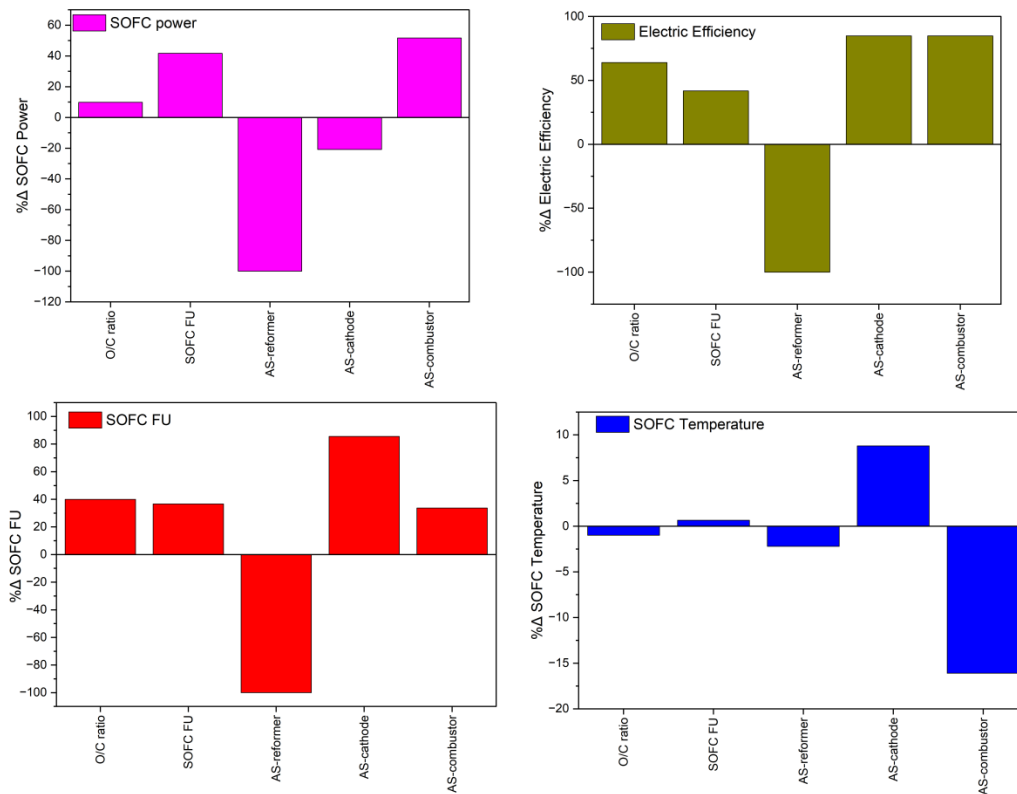 SOFC power
%Δ SOFC Power
60
40
20
0
−20
−40
−60
−80
−100
−120
O/C ratio
SOFC FU
AS-reformer
AS-cathode
AS-combustor
Electric Efficiency
%Δ Electric Efficiency
100
50
0
−50
−100
O/C ratio
SOFC FU
AS-reformer
AS-cathode
AS-combustor
SOFC FU
%Δ SOFC FU
100
80
60
40
20
0
−20
−40
−60
−80
−100
O/C ratio
SOFC FU
AS-reformer
AS-cathode
AS-combustor
SOFC Temperature
%Δ SOFC Temperature
10
5
0
−5
−10
−15
−20
O/C ratio
SOFC FU
AS-reformer
AS-cathode
AS-combustor